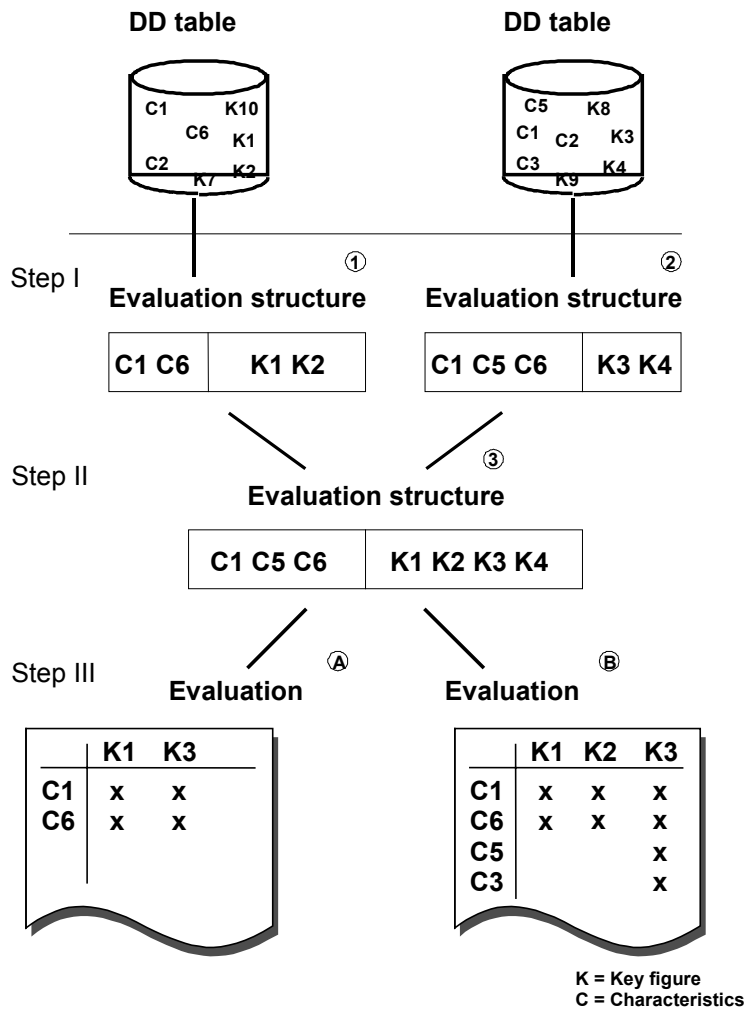 DD table
DD table
C1 K10
C6 K1
C2 K2
K7
C5 K8
C1 C2 K3
C3 K4
K9
Step I
① ②
Evaluation structure Evaluation structure
C1 C6 K1 K2
C1 C5 C6 K3 K4
Step II
③
Evaluation structure
C1 C5 C6 K1 K2 K3 K4
Step III
Ⓐ Ⓑ
Evaluation Evaluation
K1 K3
C1 x x
C6 x x
K1 K2 K3
C1 x x x
C6 x x x
C5 x
C3 x
K = Key figure
C = Characteristics